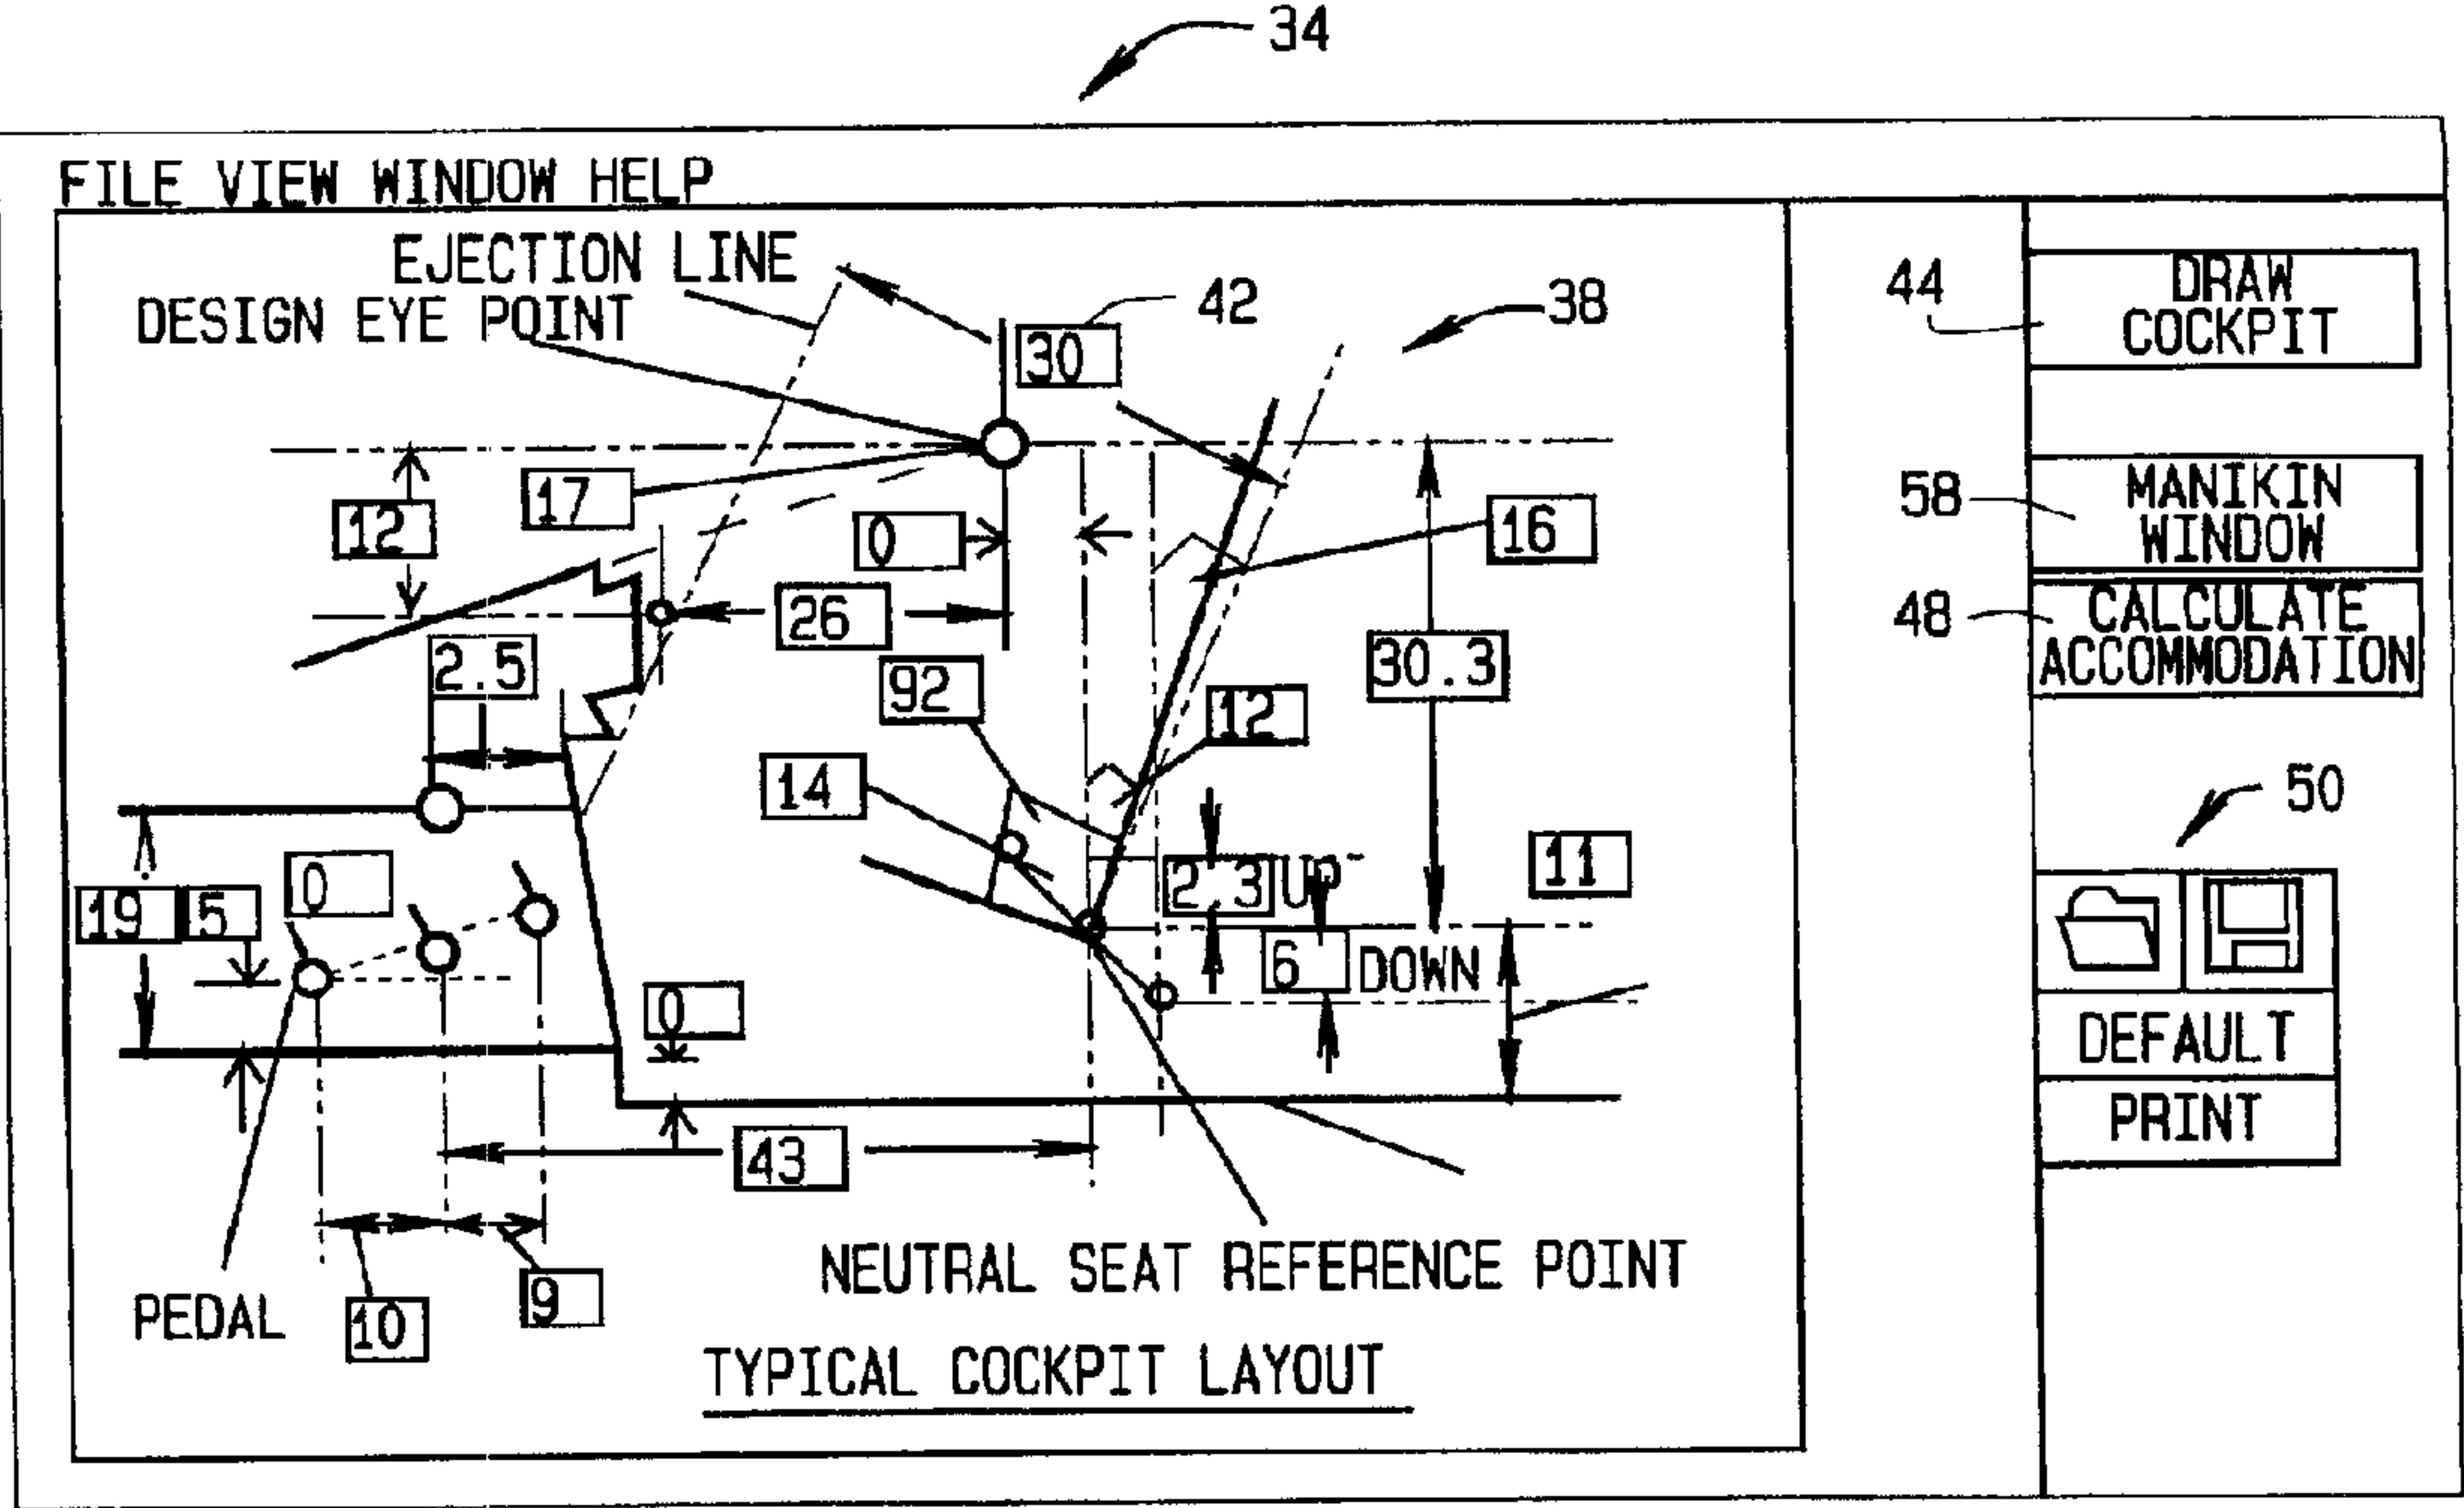 34
FILE VIEW WINDOW HELP
EJECTION LINE
DESIGN EYE POINT
42
38
30
17
12
0
16
26
2.5
30.3
92
12
14
2.3 UP
11
19
5
0
6 DOWN
0
43
NEUTRAL SEAT REFERENCE POINT
PEDAL
10
9
TYPICAL COCKPIT LAYOUT
44
DRAW
COCKPIT
58
MANIKIN
WINDOW
48
CALCULATE
ACCOMMODATION
50
DEFAULT
PRINT